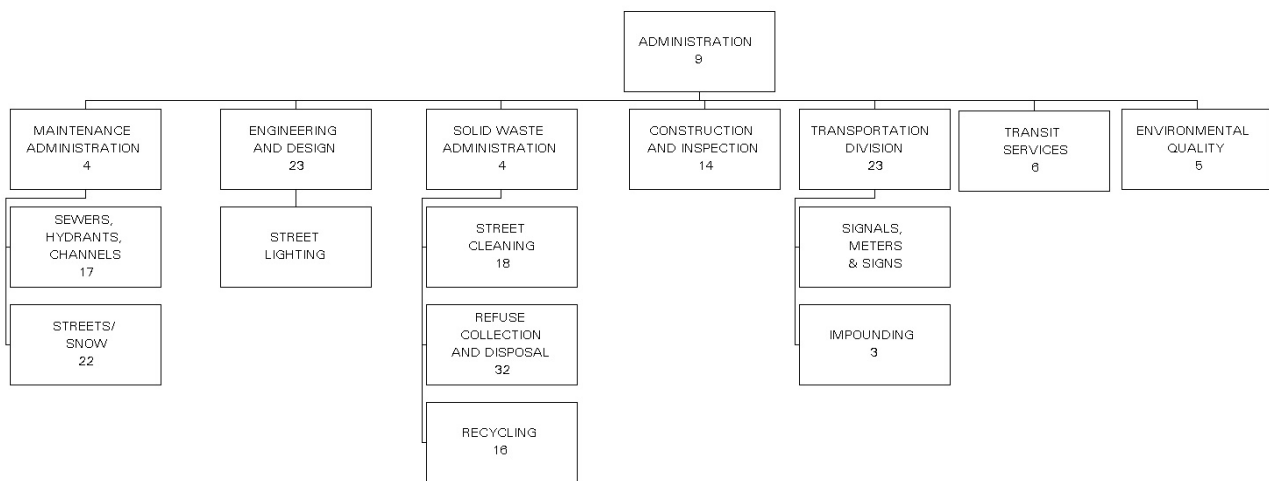 ADMINISTRATION
9
MAINTENANCE
ADMINISTRATION
4
ENGINEERING
AND DESIGN
23
SOLID WASTE
ADMINISTRATION
4
CONSTRUCTION
AND INSPECTION
14
TRANSPORTATION
DIVISION
23
TRANSIT
SERVICES
6
ENVIRONMENTAL
QUALITY
5
SEWERS,
HYDRANTS,
CHANNELS
17
STREET
LIGHTING
STREET
CLEANING
18
SIGNALS,
METERS
& SIGNS
STREETS/
SNOW
22
REFUSE
COLLECTION
AND DISPOSAL
32
IMPOUNDING
3
RECYCLING
16